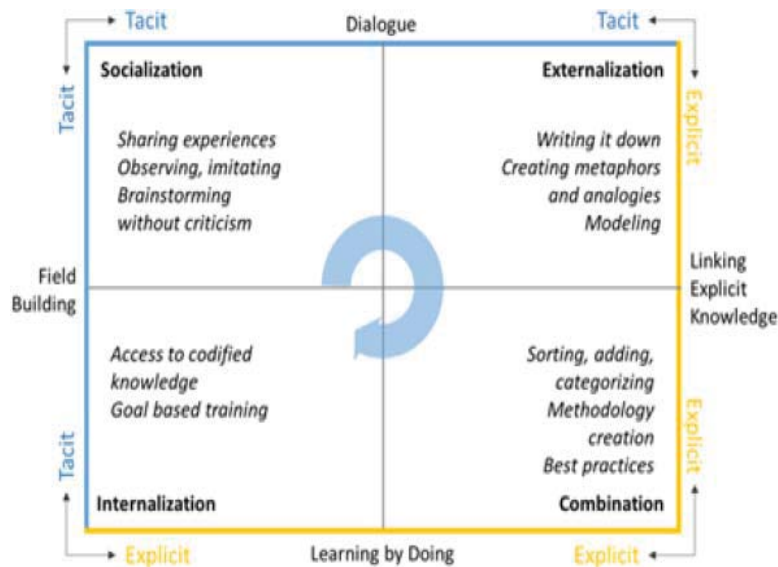 Tacit
Dialogue
Tacit
Tacit
Explicit
Socialization
Externalization
Sharing experiences
Observing, imitating
Brainstorming
without criticism
Writing it down
Creating metaphors
and analogies
Modeling
Field
Building
Linking
Explicit
Knowledge
Access to codified
knowledge
Goal based training
Sorting, adding,
categorizing
Methodology
creation
Best practices
Tacit
Explicit
Internalization
Combination
Explicit
Learning by Doing
Explicit